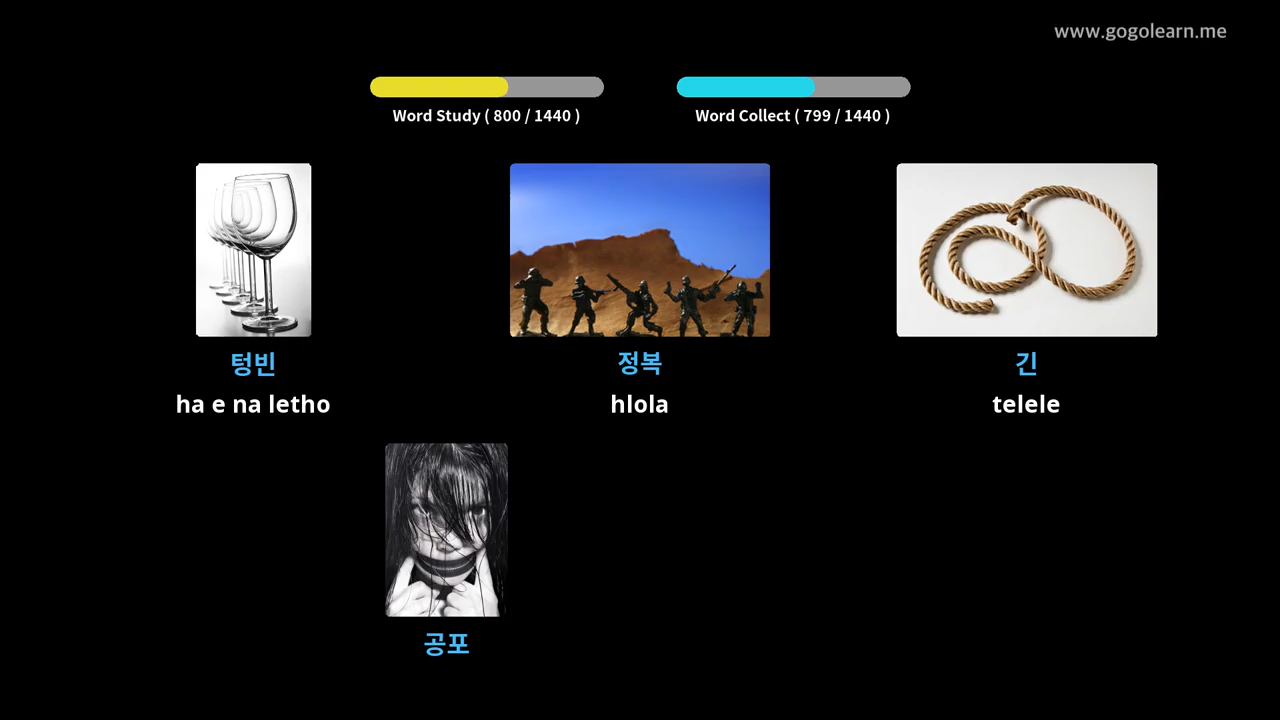 www.gogolearn.me
Word Study ( 800 / 1440 )
Word Collect ( 799 / 1440 )
텅빈
정복
긴
ha e na letho
hlola
telele
공포